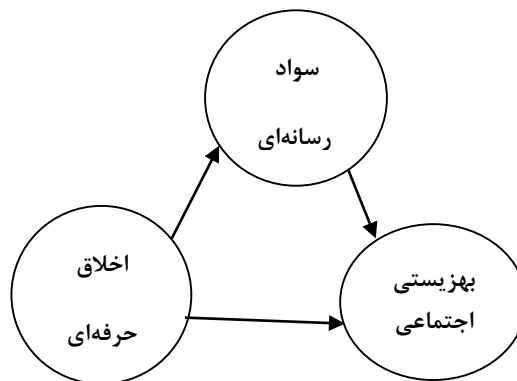 سواد
رسانه‌ای
اخلاق
حرفه‌ای
بهزیستی
اجتماعی